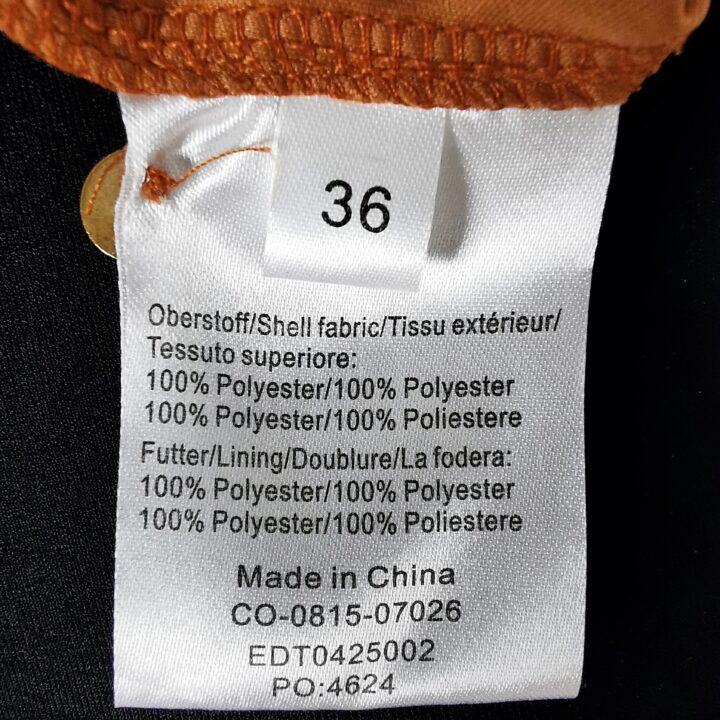 36
Oberstoff/Shell fabric/Tissu extérieur/
Tessuto superiore:
100% Polyester/100% Polyester
100% Polyester/100% Poliestere
Futter/Lining/Doublure/La fodera:
100% Polyester/100% Polyester
100% Polyester/100% Poliestere
Made in China
CO-0815-07026
EDT0425002
PO:4624